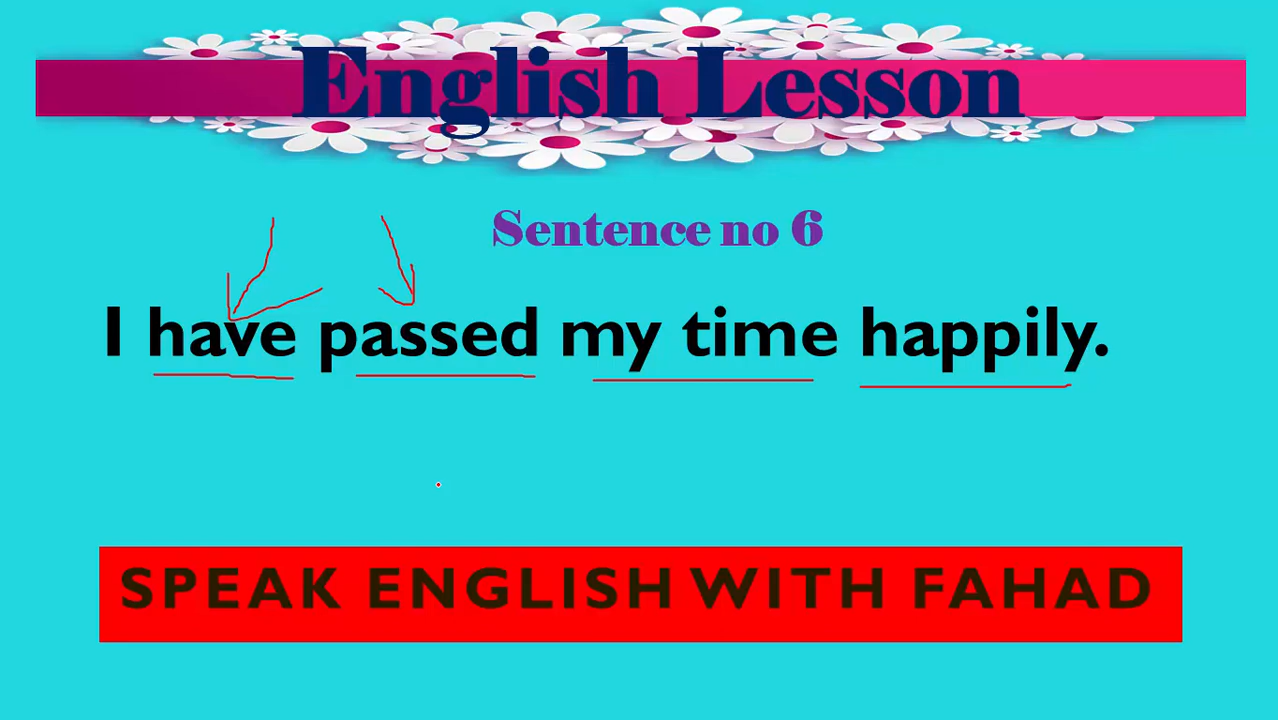 English Lesson
Sentence no 6
I have passed my time happily.
SPEAK ENGLISH WITH FAHAD